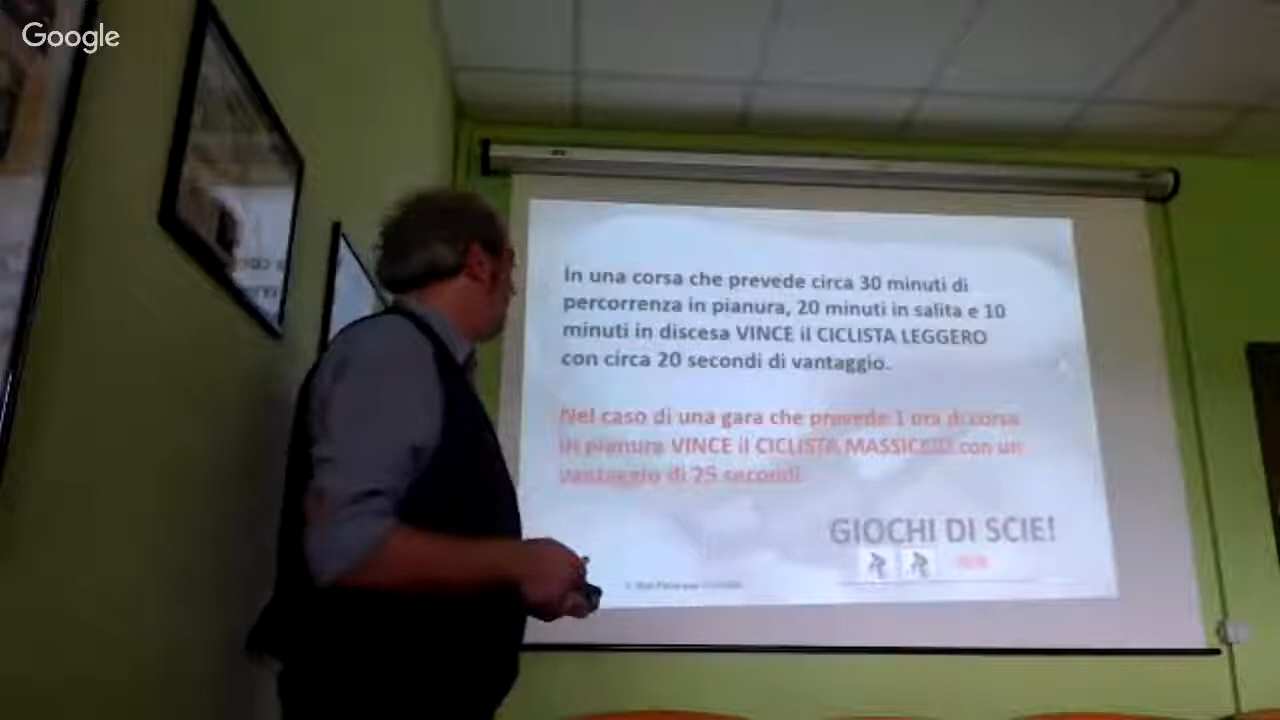 Google
In una corsa che prevede circa 30 minuti di
percorrenza in pianura, 20 minuti in salita e 10
minuti in discesa VINCE il CICLISTA LEGGERO
con circa 20 secondi di vantaggio.
Nel caso di una gara che prevede 1 ora di corsa
in pianura VINCE il CICLISTA con un
vantaggio di 25 secondi.
GIOCHI DI SCIE!